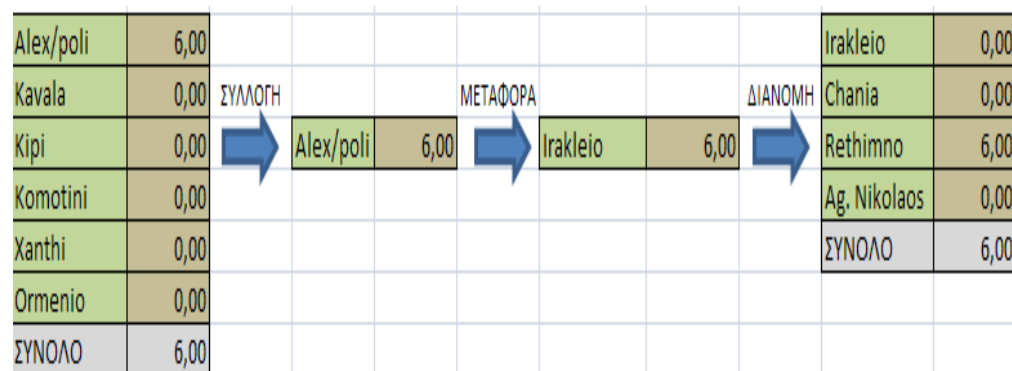 Alex/poli 6,00 Irakleio 0,00
Kavala 0,00 ΣΥΛΛΟΓΗ ΜΕΤΑΦΟΡΑ ΔΙΑΝΟΜΗ Chania 0,00
Kipi 0,00 Alex/poli 6,00 Irakleio 6,00 Rethimno 6,00
Komotini 0,00 Ag. Nikolaos 0,00
Xanthi 0,00 ΣΥΝΟΛΟ 6,00
Ormenio 0,00
ΣΥΝΟΛΟ 6,00